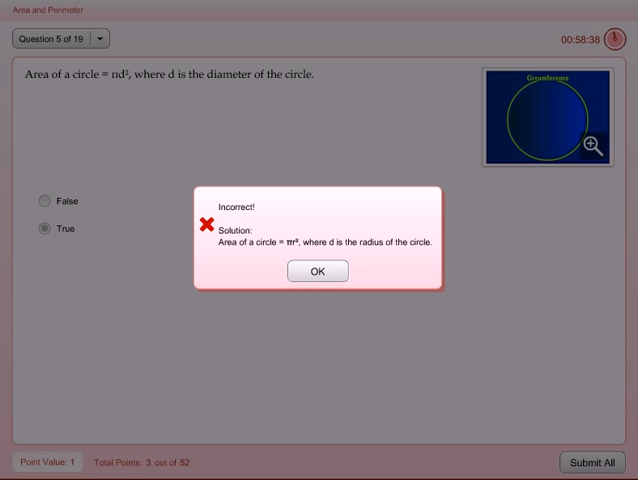 Area and Perimeter
Question 5 of 19
00:58:38
Area of a circle = πd², where d is the diameter of the circle.
Circumference
False
True
Incorrect!
Solution:
Area of a circle = πr², where d is the radius of the circle.
OK
Point Value: 1
Total Points: 3 out of 52
Submit All